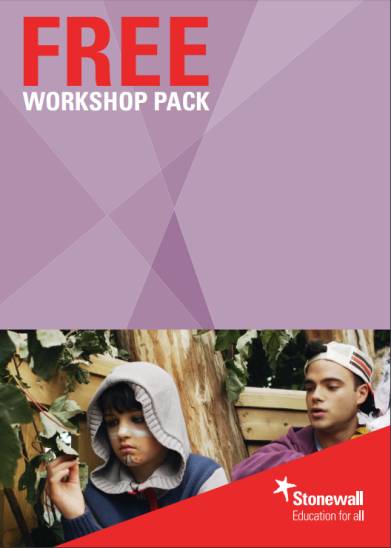 FREE
WORKSHOP PACK
Stonewall
Education for all